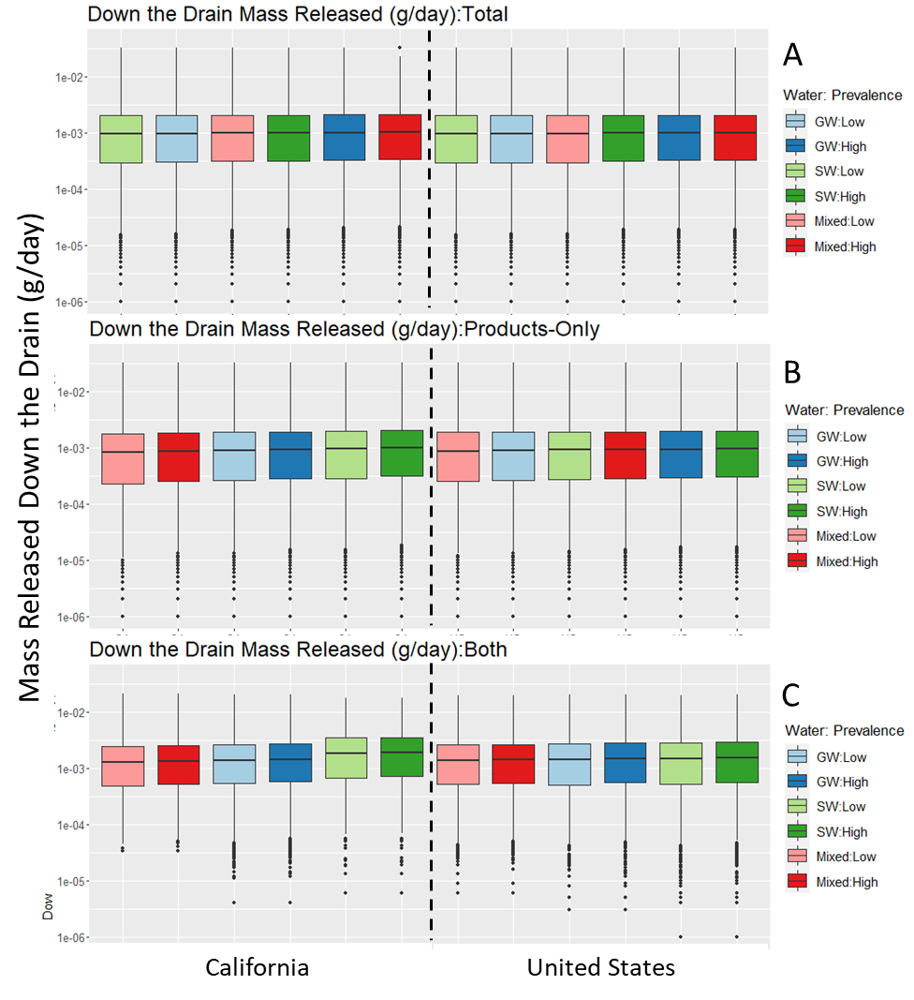 Mass Released Down the Drain (g/day)
Down the Drain Mass Released (g/day):Total
1e-02
1e-03
1e-04
1e-05
1e-06
A
Water: Prevalence
GW:Low
GW:High
SW:Low
SW:High
Mixed:Low
Mixed:High
Down the Drain Mass Released (g/day):Products-Only
1e-02
1e-03
1e-04
1e-05
1e-06
B
Water: Prevalence
GW:Low
GW:High
SW:Low
SW:High
Mixed:Low
Mixed:High
Down the Drain Mass Released (g/day):Both
1e-02
1e-03
1e-04
1e-05
1e-06
Dow
C
Water: Prevalence
GW:Low
GW:High
SW:Low
SW:High
Mixed:Low
Mixed:High
California
United States